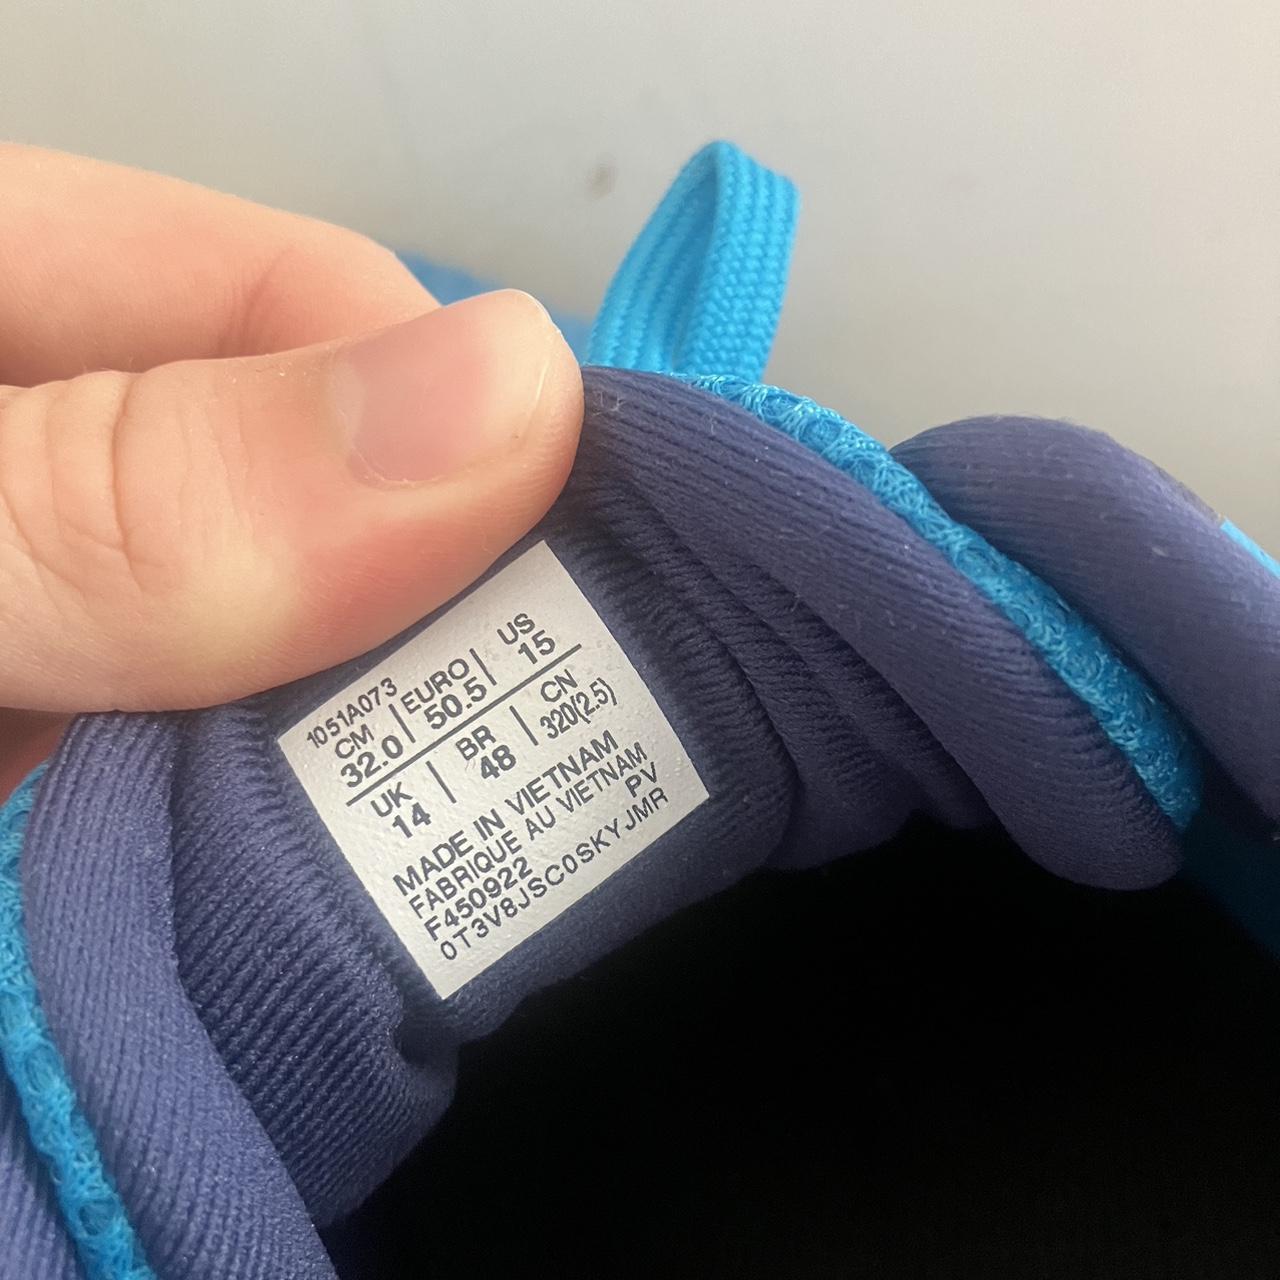 1051A073
CM EURO US
32.0 50.5 15
UK BR CN
14 48 320(2.5)
MADE IN VIETNAM
FABRIQUE AU VIETNAM
F450922 PV
0T3V8JSC0SKYJMR